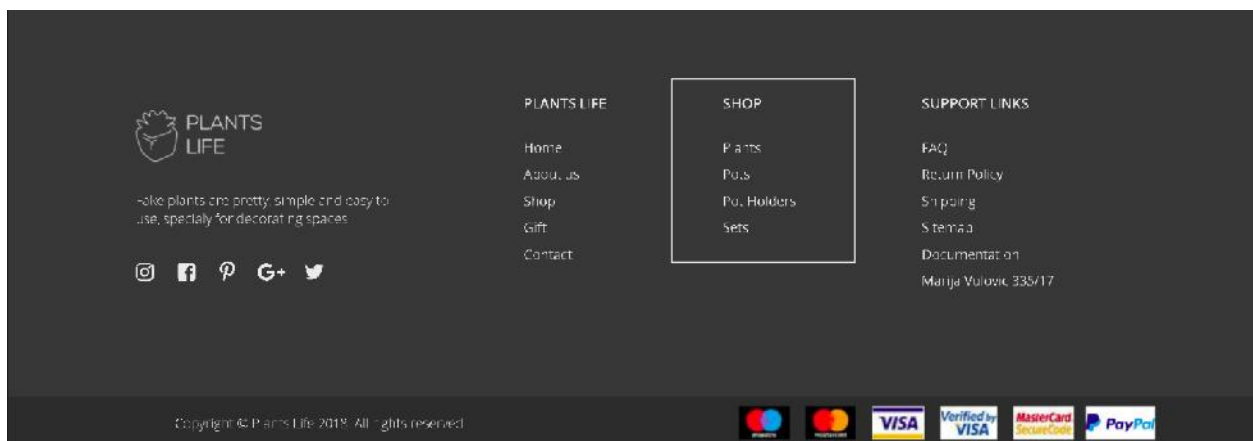 PLANTS
LIFE
Fake plants are pretty, simple and easy to
use, specialy for decorating spaces
PLANTS LIFE
Home
About us
Shop
Gift
Contact
SHOP
Plants
Pots
Pot Holders
Sets
SUPPORT LINKS
FAQ
Return Policy
Shipping
Sitemap
Documentation
Marija Vulovic 335/17
Copyright © Plants Life 2018. All rights reserved
VISA
Verified by
VISA
MasterCard
SecureCode
PayPal